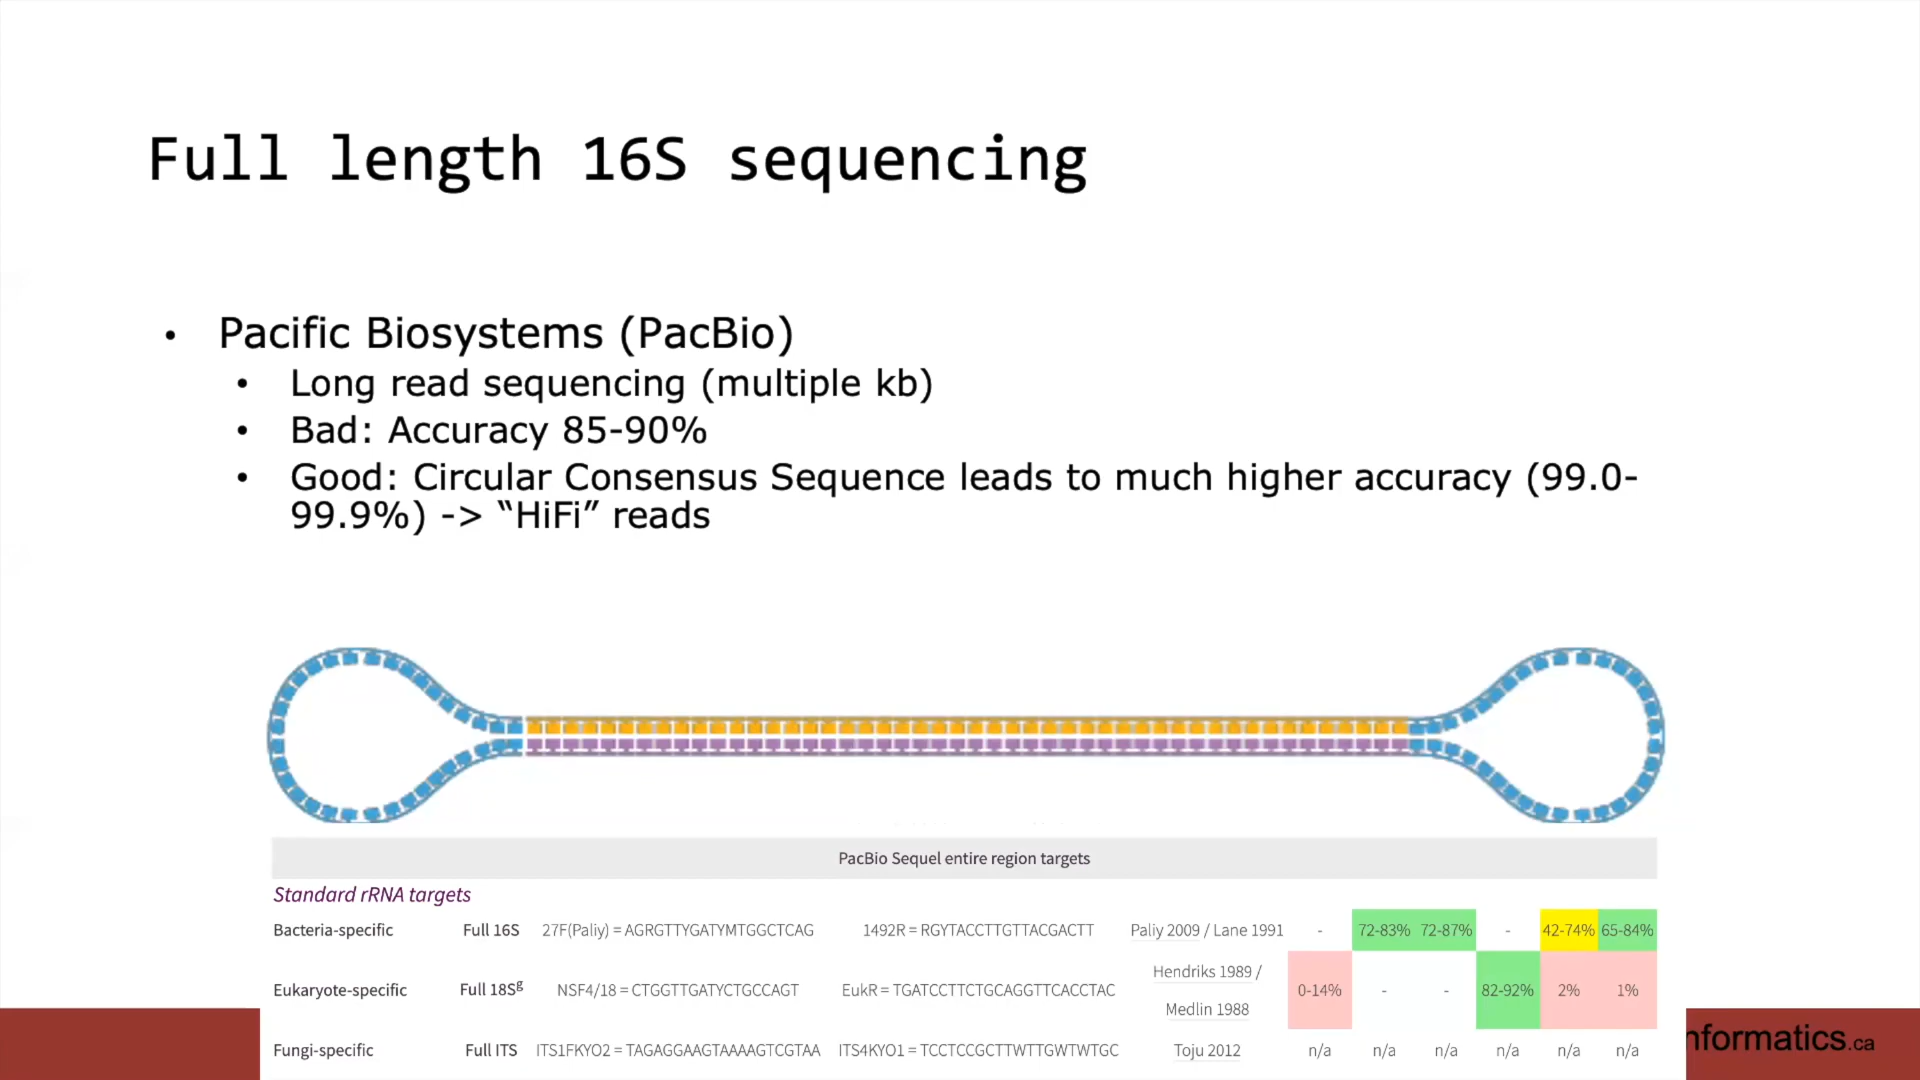 Full length 16S sequencing
• Pacific Biosystems (PacBio)
• Long read sequencing (multiple kb)
• Bad: Accuracy 85-90%
• Good: Circular Consensus Sequence leads to much higher accuracy (99.0-
99.9%) -> “HiFi” reads
PacBio Sequel entire region targets
Standard rRNA targets
Bacteria-specific Full 16S 27F(Paliy) = AGRGTTYGATYMTGGCTCAG 1492R = RGYTACCTTGTTACGACTT Paliy 2009 / Lane 1991 - 72-83% 72-87% - 42-74% 65-84%
Hendriks 1989 /
Eukaryote-specific Full 18Sg NSF4/18 = CTGGTTGATYCTGCCAGT EukR = TGATCCTTCTGCAGGTTCACCTAC 0-14% - - 82-92% 2% 1%
Medlin 1988
Fungi-specific Full ITS ITS1FKYO2 = TAGAGGAAGTAAAAGTCGTAA ITS4KYO1 = TCCTCCGCTTWTTGWTWTGC Toju 2012 n/a n/a n/a n/a n/a n/a
nformatics.ca